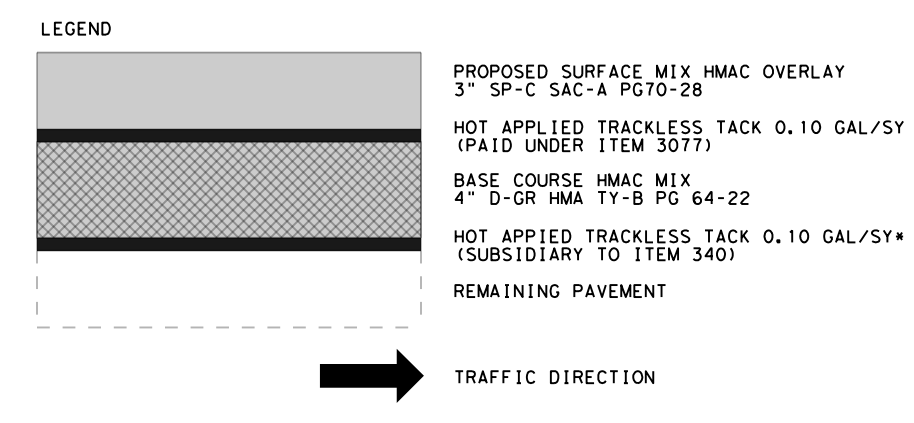 LEGEND
PROPOSED SURFACE MIX HMAC OVERLAY
3" SP-C SAC-A PG70-28
HOT APPLIED TRACKLESS TACK 0.10 GAL/SY
(PAID UNDER ITEM 3077)
BASE COURSE HMAC MIX
4" D-GR HMA TY-B PG 64-22
HOT APPIED TRACKLESS TACK 0.10 GAL/SY*
(SUBSIDIARY TO ITEM 340)
REMAINING PAVEMENT
TRAFFIC DIRECTION